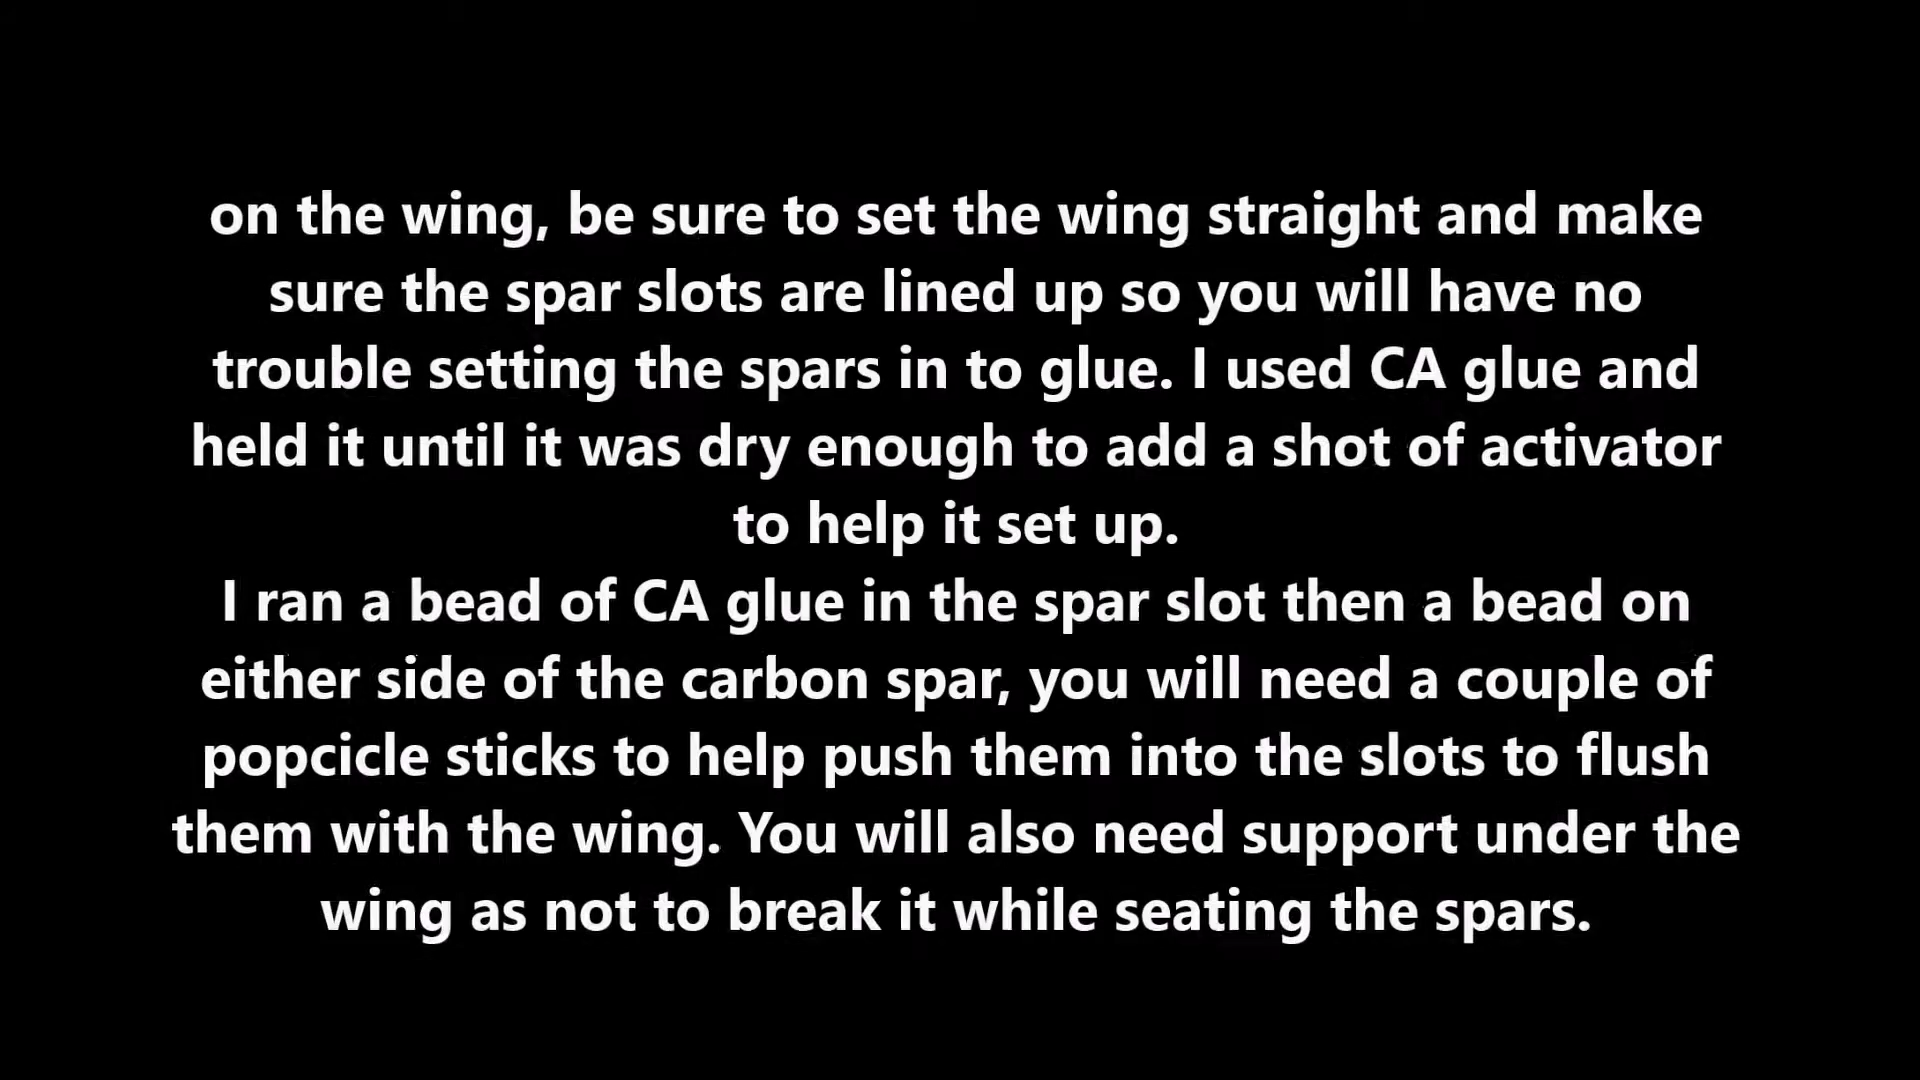 on the wing, be sure to set the wing straight and make
sure the spar slots are lined up so you will have no
trouble setting the spars in to glue. I used CA glue and
held it until it was dry enough to add a shot of activator
to help it set up.
I ran a bead of CA glue in the spar slot then a bead on
either side of the carbon spar, you will need a couple of
popcicle sticks to help push them into the slots to flush
them with the wing. You will also need support under the
wing as not to break it while seating the spars.